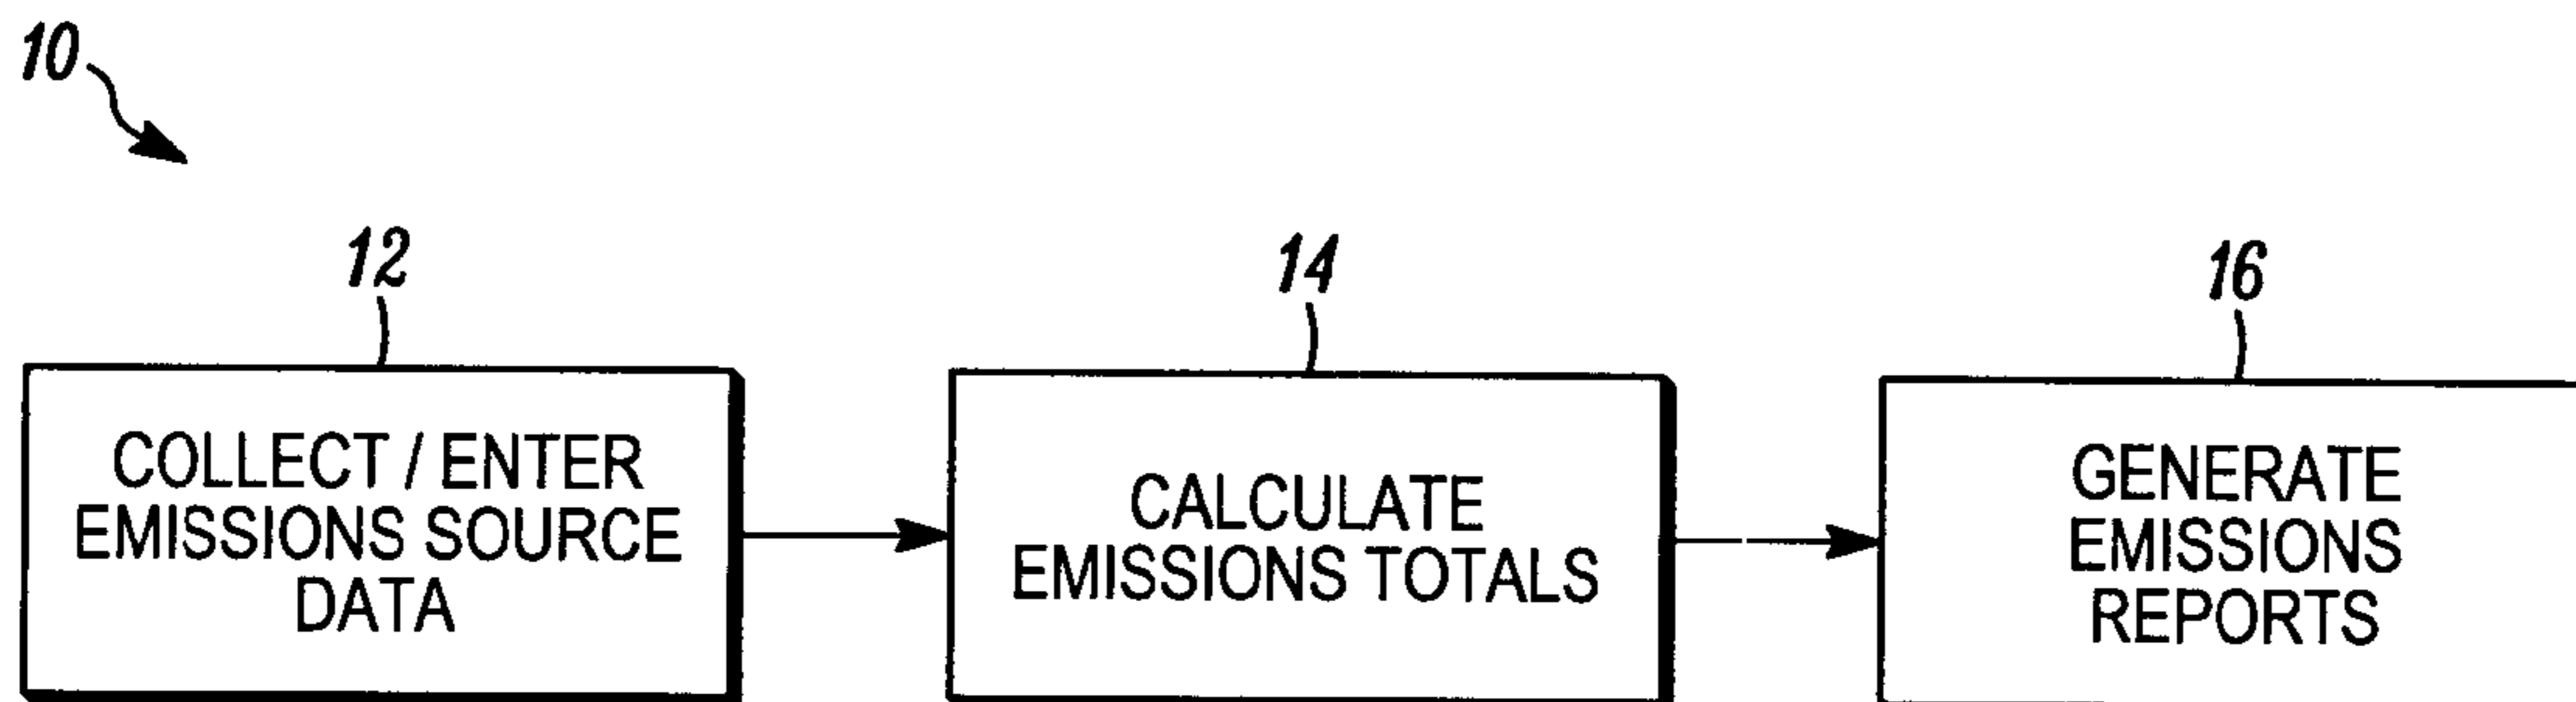 10
12
14
16
COLLECT / ENTER
EMISSIONS SOURCE
DATA
CALCULATE
EMISSIONS TOTALS
GENERATE
EMISSIONS
REPORTS